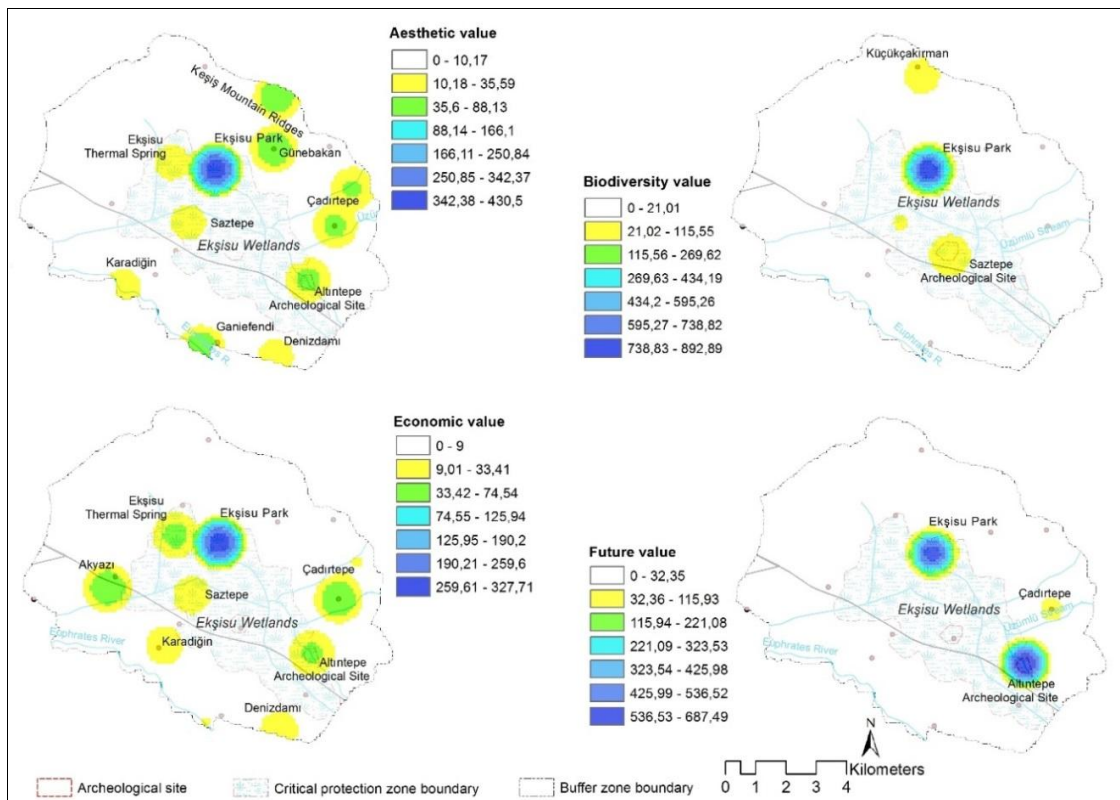 Aesthetic value
0 - 10,17
10,18 - 35,59
35,6 - 88,13
88,14 - 166,1
166,11 - 250,84
250,85 - 342,37
342,38 - 430,5
Keşiş Mountain Ridges
Ekşisu
Thermal Spring
Ekşisu Park
Günebakan
Çadırtepe
Saztepe
Ekşisu Wetlands
Karadiğin
Altıntepe
Archeological Site
Ganiefendi
Denizdamı
Biodiversity value
0 - 21,01
21,02 - 115,55
115,56 - 269,62
269,63 - 434,19
434,2 - 595,26
595,27 - 738,82
738,83 - 892,89
Küçükçakırman
Ekşisu Park
Ekşisu Wetlands
Üzümlü Stream
Saztepe
Archeological Site
Euphrates R.
Economic value
0 - 9
9,01 - 33,41
33,42 - 74,54
74,55 - 125,94
125,95 - 190,2
190,21 - 259,6
259,61 - 327,71
Ekşisu
Thermal Spring
Ekşisu Park
Akyazı
Çadırtepe
Saztepe
Ekşisu Wetlands
Euphrates River
Karadiğin
Altıntepe
Archeological Site
Denizdamı
Future value
0 - 32,35
32,36 - 115,93
115,94 - 221,08
221,09 - 323,53
323,54 - 425,98
425,99 - 536,52
536,53 - 687,49
Ekşisu Park
Çadırtepe
Ekşisu Wetlands
Üzümlü Stream
Euphrates River
Altıntepe
Archeological Site
N
Kilometers
0 1 2 3 4
Archeological site
Critical protection zone boundary
Buffer zone boundary